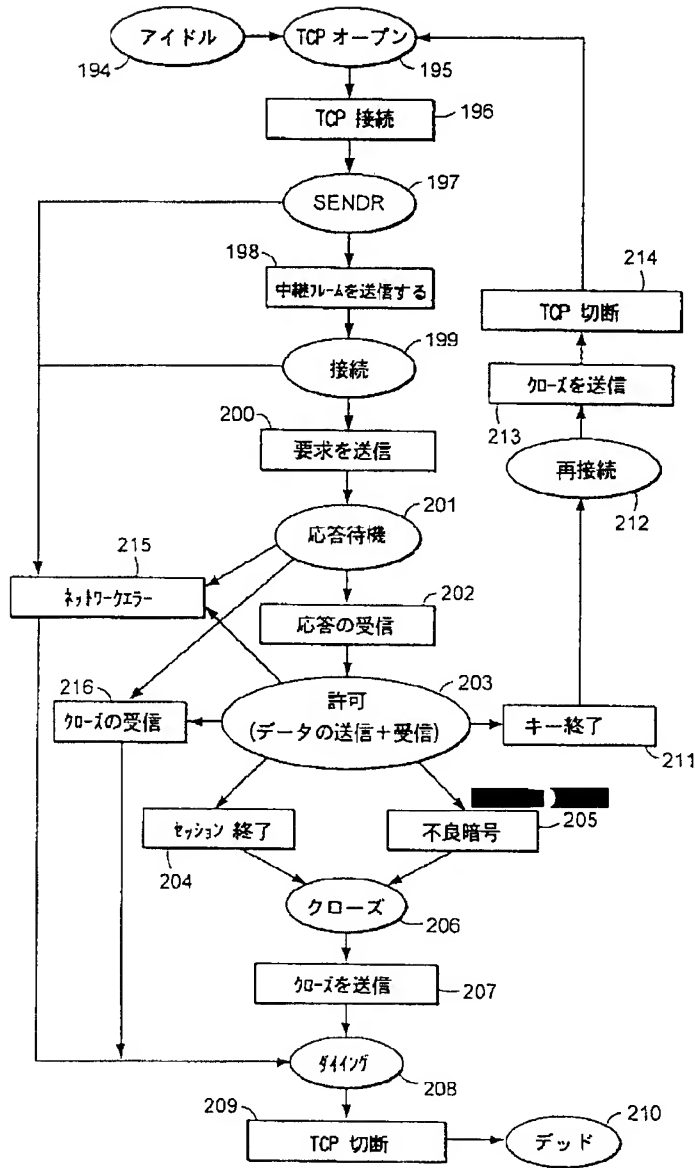 アイドル
194
TCP オープン
195
TCP 接続
196
SENDR
197
198
中継フレームを送信する
接続
199
200
要求を送信
応答待機
201
215
ネットワークエラー
202
応答の受信
216
クローズの受信
許可
(データの送信+受信)
203
キー終了
211
セッション 終了
204
不良暗号
205
クローズ
206
クローズを送信
207
ダイイング
208
209
TCP 切断
デッド
210
214
TCP 切断
クローズを送信
213
再接続
212